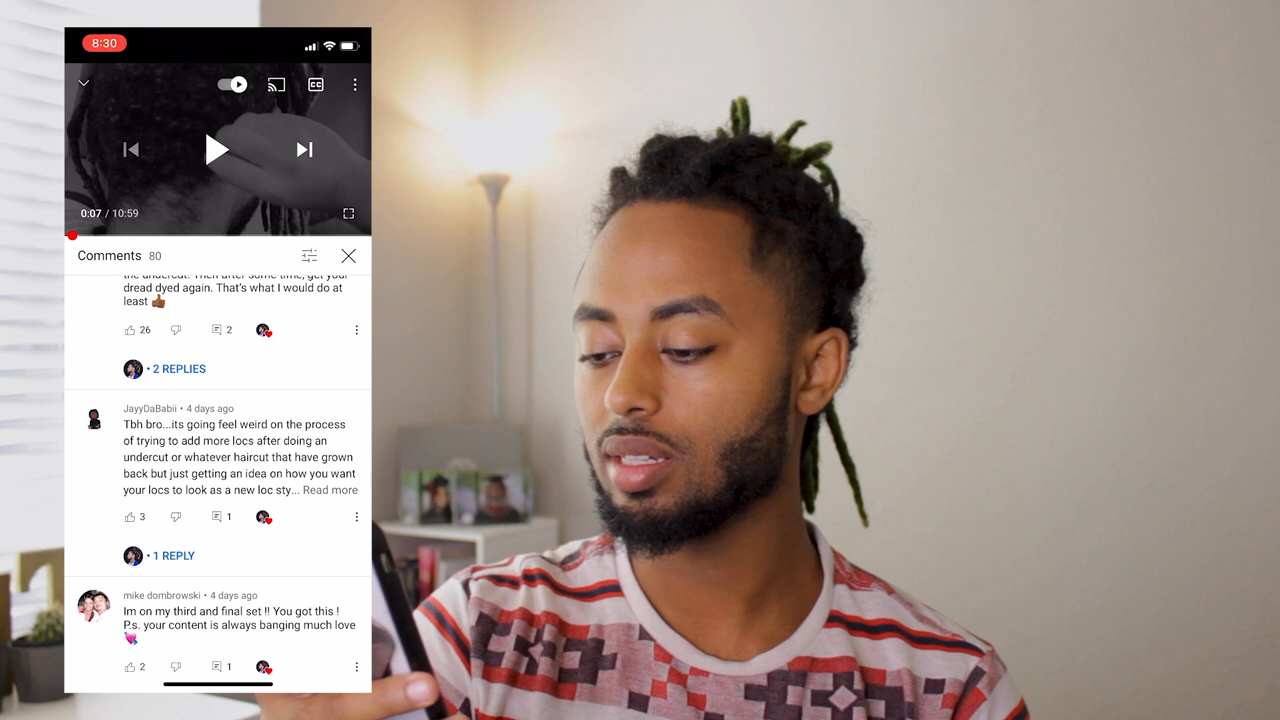 8:30
CC
0:07 / 10:59
Comments 80
the undercut. Then after some time, get your
dread dyed again. That's what I would do at
least 👍🏾
26 2
• 2 REPLIES
JayyDaBabii • 4 days ago
Tbh bro...its going feel weird on the process
of trying to add more locs after doing an
undercut or whatever haircut that have grown
back but just getting an idea on how you want
your locs to look as a new loc sty... Read more
3 1
• 1 REPLY
mike dombrowski • 4 days ago
Im on my third and final set !! You got this !
P.s. your content is always banging much love
💘
2 1